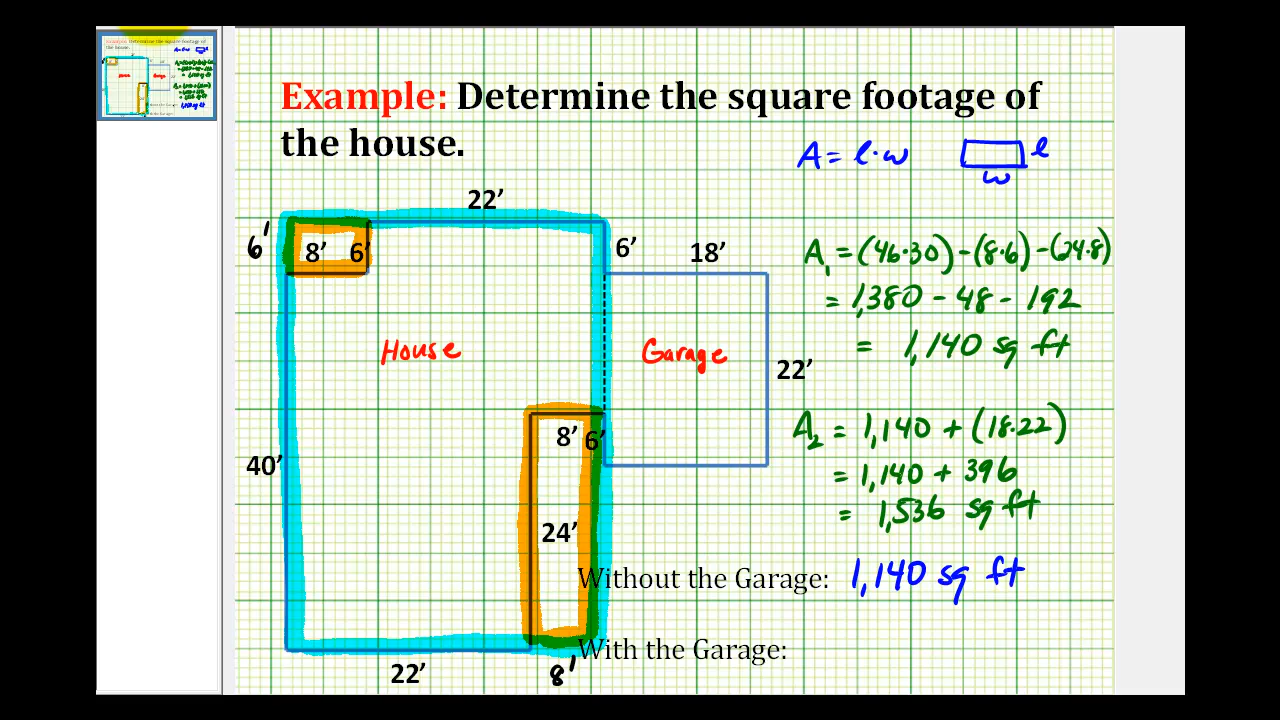 Example: Determine the square footage of
the house.
A = l·w
l
w
22'
6'
8'
6'
6'
18'
A₁ = (46·30) - (8·6) - (24·8)
= 1,380 - 48 - 192
= 1,140 sq ft
House
Garage
22'
A₂ = 1,140 + (18·22)
= 1,140 + 396
= 1,536 sq ft
8'
6'
40'
24'
Without the Garage: 1,140 sq ft
With the Garage:
22'
8'